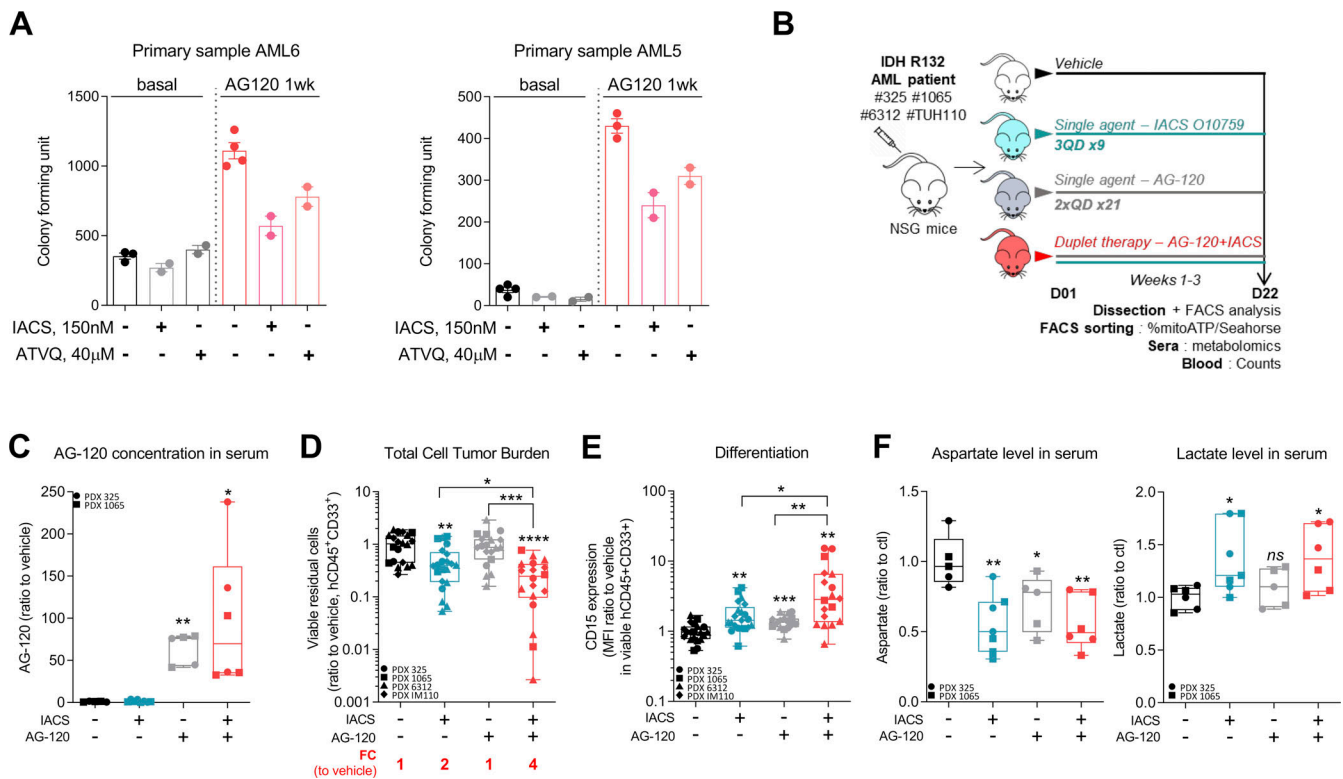 A
Primary sample AML6
basal
AG120 1wk
Colony forming unit
1500
1000
500
0
IACS, 150nM
- + - - + -
ATVQ, 40μM
- - + - - +
Primary sample AML5
basal
AG120 1wk
Colony forming unit
500
400
300
200
100
0
IACS, 150nM
- + - - + -
ATVQ, 40μM
- - + - - +
B
IDH R132
AML patient
#325 #1065
#6312 #TUH110
NSG mice
Vehicle
Single agent – IACS O10759
3QD x9
Single agent – AG-120
2xQD x21
Duplet therapy – AG-120+IACS
Weeks 1-3
D01
D22
Dissection + FACS analysis
FACS sorting : %mitoATP/Seahorse
Sera : metabolomics
Blood : Counts
C
AG-120 concentration in serum
AG-120 (ratio to vehicle)
250
200
150
100
50
0
PDX 325
PDX 1065
**
*
IACS
- + - +
AG-120
- - + +
D
Total Cell Tumor Burden
Viable residual cells
(ratio to vehicle, hCD45+CD33+)
10
1
0.1
0.01
0.001
*
***
**
****
PDX 325
PDX 1065
PDX 6312
PDX IM110
IACS
- + - +
AG-120
- - + +
FC
(to vehicle)
1 2 1 4
E
Differentiation
CD15 expression
(MFI ratio to vehicle
in viable hCD45+CD33+)
100
10
1
0.1
*
**
**
***
**
PDX 325
PDX 1065
PDX 6312
PDX IM110
IACS
- + - +
AG-120
- - + +
F
Aspartate level in serum
Aspartate (ratio to ctl)
1.5
1.0
0.5
0.0
**
*
**
PDX 325
PDX 1065
IACS
- + - +
AG-120
- - + +
Lactate level in serum
Lactate (ratio to ctl)
2.0
1.5
1.0
0.5
0.0
*
ns
*
PDX 325
PDX 1065
IACS
- + - +
AG-120
- - + +